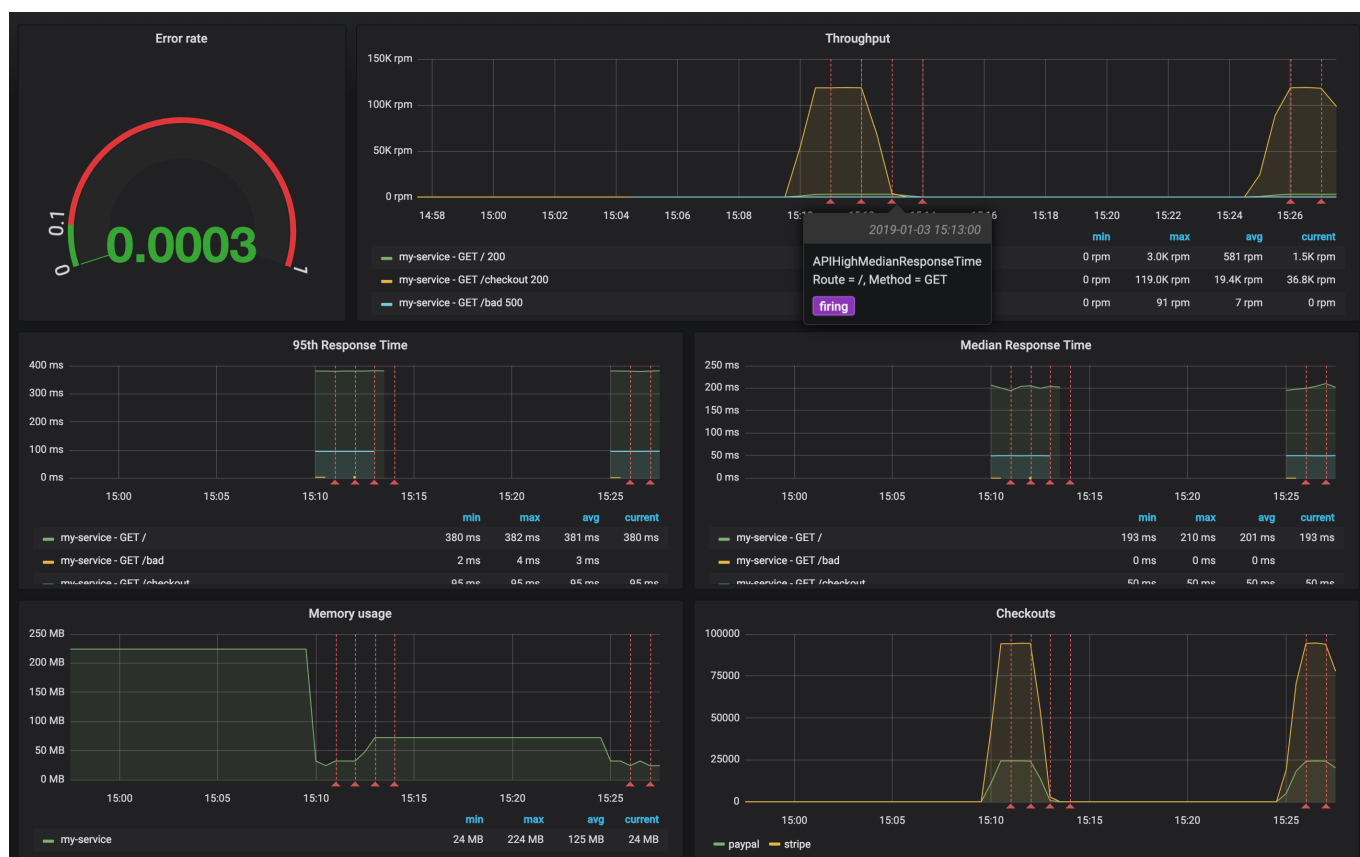 Error rate
0
0.1
1
0.0003
Throughput
150K rpm
100K rpm
50K rpm
0 rpm
14:58 15:00 15:02 15:04 15:06 15:08 15:16 15:18 15:20 15:22 15:24 15:26
2019-01-03 15:13:00
APIHighMedianResponseTime
Route = /, Method = GET
firing
min max avg current
my-service - GET / 200 0 rpm 3.0K rpm 581 rpm 1.5K rpm
my-service - GET /checkout 200 0 rpm 119.0K rpm 19.4K rpm 36.8K rpm
my-service - GET /bad 500 0 rpm 91 rpm 7 rpm 0 rpm
95th Response Time
400 ms
300 ms
200 ms
100 ms
0 ms
15:00 15:05 15:10 15:15 15:20 15:25
min max avg current
my-service - GET / 380 ms 382 ms 381 ms 380 ms
my-service - GET /bad 2 ms 4 ms 3 ms
my-service - GET /checkout 95 ms 95 ms 95 ms 95 ms
Median Response Time
250 ms
200 ms
150 ms
100 ms
50 ms
0 ms
15:00 15:05 15:10 15:15 15:20 15:25
min max avg current
my-service - GET / 193 ms 210 ms 201 ms 193 ms
my-service - GET /bad 0 ms 0 ms 0 ms
my-service - GET /checkout 50 ms 50 ms 50 ms 50 ms
Memory usage
250 MB
200 MB
150 MB
100 MB
50 MB
0 MB
15:00 15:05 15:10 15:15 15:20 15:25
min max avg current
my-service 24 MB 224 MB 125 MB 24 MB
Checkouts
100000
75000
50000
25000
0
15:00 15:05 15:10 15:15 15:20 15:25
paypal stripe